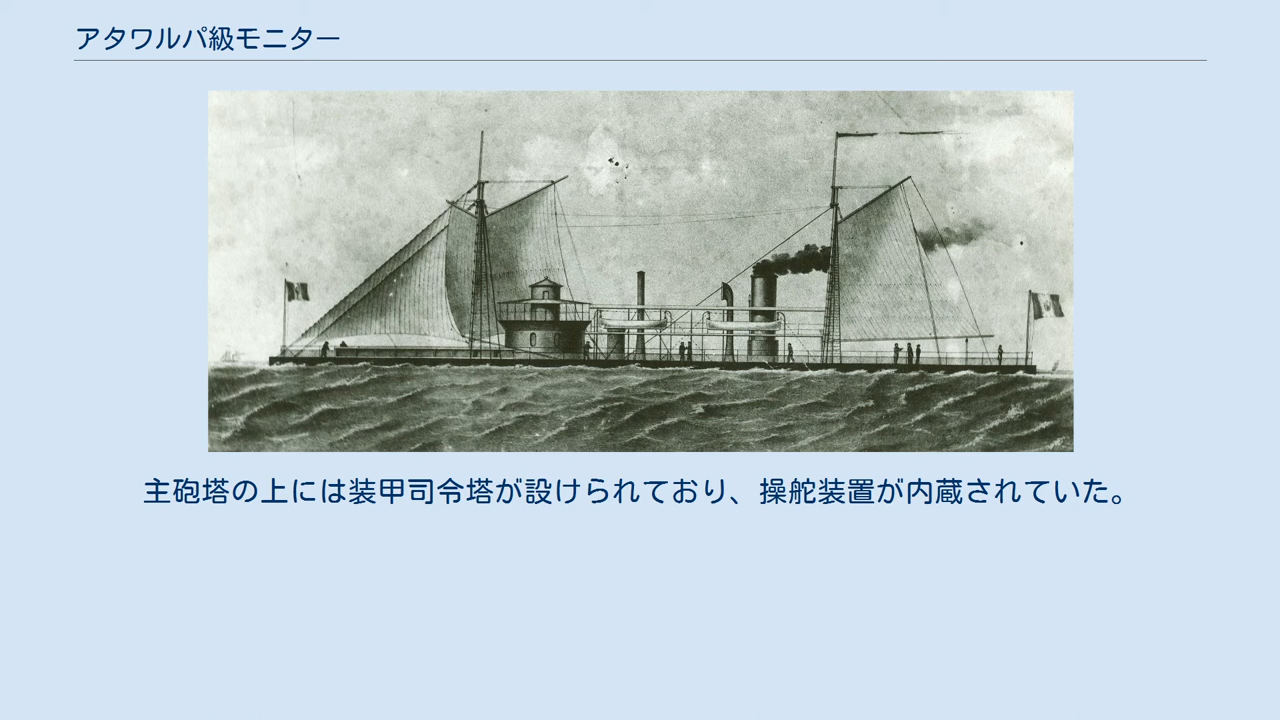 アタワルパ級モニター
主砲塔の上には装甲司令塔が設けられており、操舵装置が内蔵されていた。